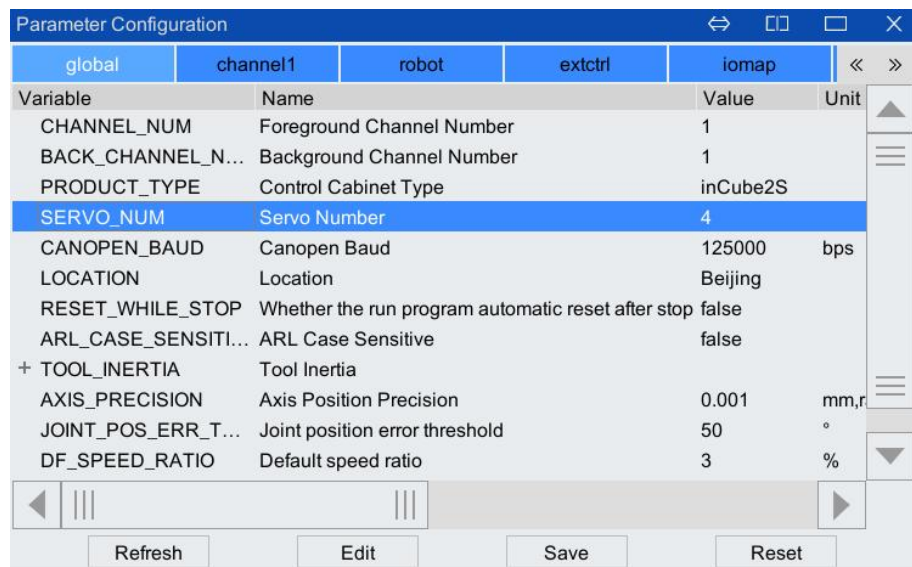 Parameter Configuration
global channel1 robot extctrl iomap
Variable Name Value Unit
CHANNEL_NUM Foreground Channel Number 1
BACK_CHANNEL_N... Background Channel Number 1
PRODUCT_TYPE Control Cabinet Type inCube2S
SERVO_NUM Servo Number 4
CANOPEN_BAUD Canopen Baud 125000 bps
LOCATION Location Beijing
RESET_WHILE_STOP Whether the run program automatic reset after stop false
ARL_CASE_SENSITI... ARL Case Sensitive false
+ TOOL_INERTIA Tool Inertia
AXIS_PRECISION Axis Position Precision 0.001 mm,r
JOINT_POS_ERR_T... Joint position error threshold 50 °
DF_SPEED_RATIO Default speed ratio 3 %
Refresh Edit Save Reset